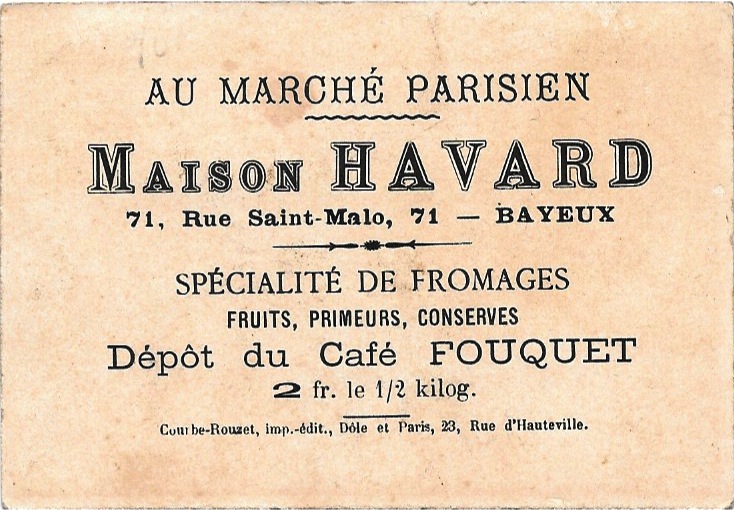 AU MARCHÉ PARISIEN
MAISON HAVARD
71, Rue Saint-Malo, 71 — BAYEUX
SPÉCIALITÉ DE FROMAGES
FRUITS, PRIMEURS, CONSERVES
Dépôt du Café FOUQUET
2 fr. le 1/2 kilog.
Courbe-Rouzet, imp.-édit., Dôle et Paris, 23, Rue d'Hauteville.